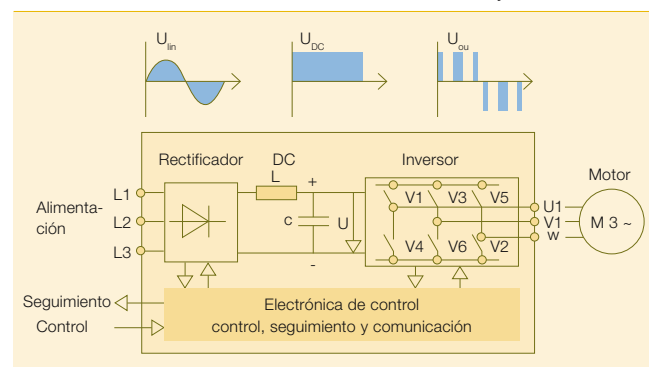 Ulin
UDC
Uou
Rectificador
DC
L
Inversor
Motor
Alimenta-
ción
L1
L2
L3
+
c
U
-
V1 V3 V5
V4 V6 V2
U1
V1
w
M 3 ~
Seguimiento
Control
Electrónica de control
control, seguimiento y comunicación